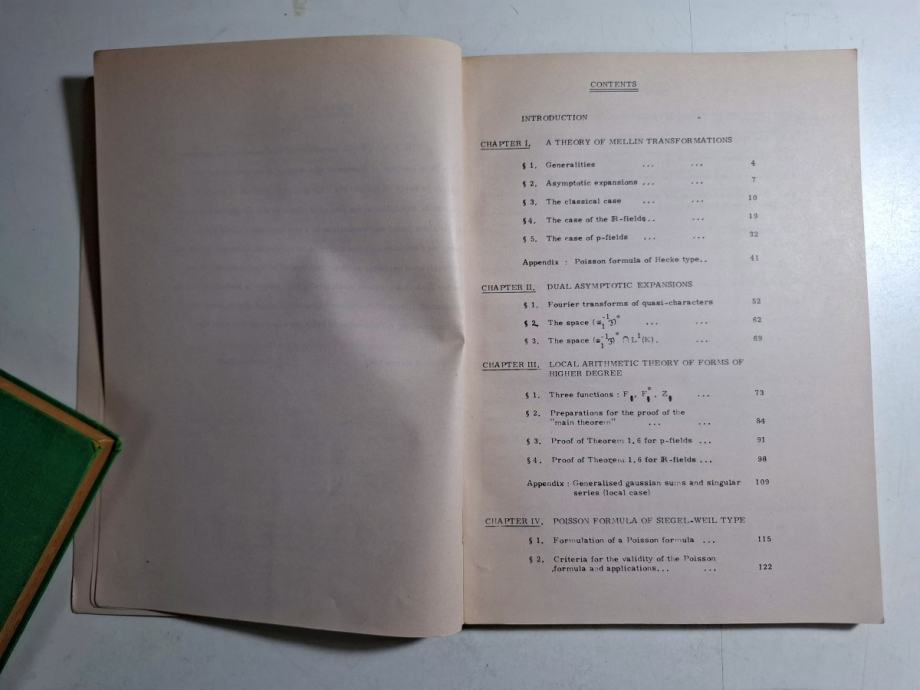 CONTENTS
INTRODUCTION
CHAPTER I. A THEORY OF MELLIN TRANSFORMATIONS
§ 1. Generalities ... ... 4
§ 2. Asymptotic expansions ... ... 7
§ 3. The classical case ... ... 10
§ 4. The case of the ℝ-fields.. ... 19
§ 5. The case of p-fields ... ... 32
Appendix : Poisson formula of Hecke type.. 41
CHAPTER II. DUAL ASYMPTOTIC EXPANSIONS
§ 1. Fourier transforms of quasi-characters 52
§ 2. The space ... ... 62
§ 3. The space ∩ L¹(K). ... 69
CHAPTER III. LOCAL ARITHMETIC THEORY OF FORMS OF
HIGHER DEGREE
§ 1. Three functions : F, F*, Z ... 73
§ 2. Preparations for the proof of the
"main theorem" ... ... 84
§ 3. Proof of Theorem 1.6 for p-fields ... 91
§ 4. Proof of Theorem 1.6 for ℝ-fields ... 98
Appendix : Generalised gaussian sums and singular 109
series (local case)
CHAPTER IV. POISSON FORMULA OF SIEGEL-WEIL TYPE
§ 1. Formulation of a Poisson formula ... 115
§ 2. Criteria for the validity of the Poisson
formula and applications... ... 122